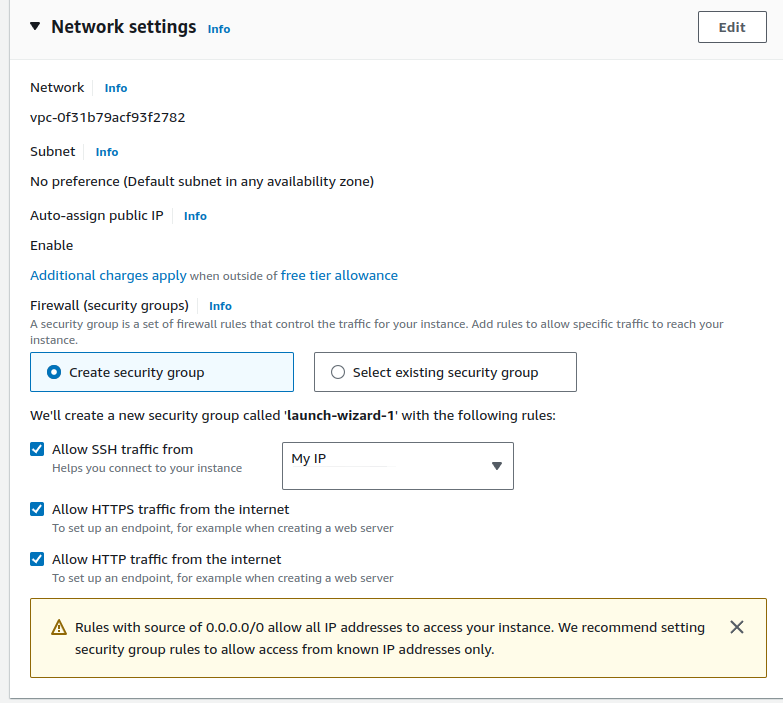 Network settings Info
Edit
Network Info
vpc-0f31b79acf93f2782
Subnet Info
No preference (Default subnet in any availability zone)
Auto-assign public IP Info
Enable
Additional charges apply when outside of free tier allowance
Firewall (security groups) Info
A security group is a set of firewall rules that control the traffic for your instance. Add rules to allow specific traffic to reach your
instance.
Create security group
Select existing security group
We'll create a new security group called 'launch-wizard-1' with the following rules:
Allow SSH traffic from
Helps you connect to your instance
My IP
Allow HTTPS traffic from the internet
To set up an endpoint, for example when creating a web server
Allow HTTP traffic from the internet
To set up an endpoint, for example when creating a web server
Rules with source of 0.0.0.0/0 allow all IP addresses to access your instance. We recommend setting
security group rules to allow access from known IP addresses only.